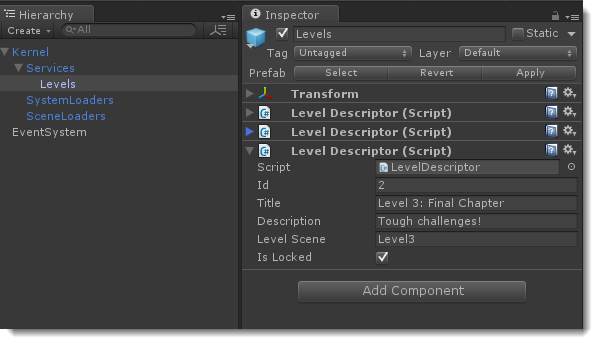 Hierarchy
Create
All
Kernel
Services
Levels
SystemLoaders
SceneLoaders
EventSystem
Inspector
Levels
Static
Tag Untagged Layer Default
Prefab Select Revert Apply
Transform
Level Descriptor (Script)
Level Descriptor (Script)
Level Descriptor (Script)
Script LevelDescriptor
Id 2
Title Level 3: Final Chapter
Description Tough challenges!
Level Scene Level3
Is Locked
Add Component